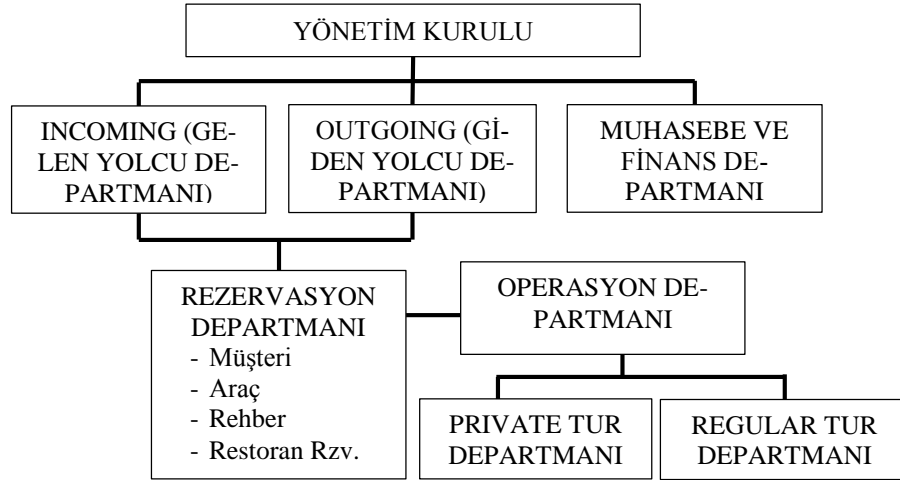 YÖNETİM KURULU
INCOMING (GE-
LEN YOLCU DE-
PARTMANI)
OUTGOING (Gİ-
DEN YOLCU DE-
PARTMANI)
MUHASEBE VE
FİNANS DE-
PARTMANI
REZERVASYON
DEPARTMANI
- Müşteri
- Araç
- Rehber
- Restoran Rzv.
OPERASYON DE-
PARTMANI
PRIVATE TUR
DEPARTMANI
REGULAR TUR
DEPARTMANI